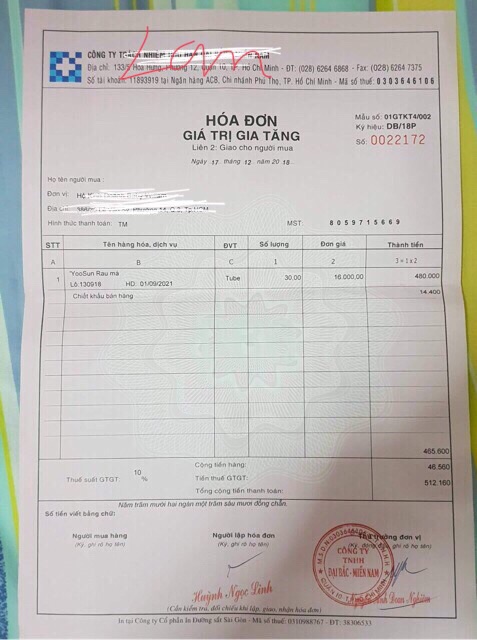 CÔNG TY
Địa chỉ: 133/ Hòa Hưng, Phường 12, Quận 10, TP. Hồ Chí Minh - ĐT: (028) 6264 6868 - Fax: (028) 6264 7375
Số tài khoản: 11893919 tại Ngân hàng ACB, Chi nhánh Phú Thọ, TP. Hồ Chí Minh - Mã số thuế: 0303646106
HÓA ĐƠN
GIÁ TRỊ GIA TĂNG
Liên 2: Giao cho người mua
Ngày 17 tháng 12 năm 2018
Mẫu số: 01GTKT4/002
Ký hiệu: DB/18P
Số: 0022172
Họ tên người mua:
Đơn vị:
Địa
Hình thức thanh toán: TM
MST: 8059715669
STT Tên hàng hóa, dịch vụ ĐVT Số lượng Đơn giá Thành tiền
A B C 1 2 3 = 1 x 2
1 YooSun Rau má Tube 30.00 16.000,00 480.000
Lô:130918 HD: 01/09/2021
Chiết khấu bán hàng 14.400
Cộng tiền hàng: 465.600
Thuế suất GTGT: 10 % Tiền thuế GTGT: 46.560
Tổng cộng tiền thanh toán: 512.160
Số tiền viết bằng chữ: Năm trăm mười hai ngàn một trăm sáu mươi đồng chẵn.
Người mua hàng Người lập hóa đơn Thủ trưởng đơn vị
(Ký, ghi rõ họ tên) (Ký, ghi rõ họ tên) (Ký, đóng dấu, ghi rõ họ tên)
CÔNG TY
TNHH
ĐẠI BẮC - MIỀN NAM
Huỳnh Ngọc Linh
(Cần kiểm tra, đối chiếu khi lập, giao, nhận hóa đơn)
In tại Công ty Cổ phần In Đường sắt Sài Gòn - Mã số thuế: 0310988767 - ĐT: 38306533